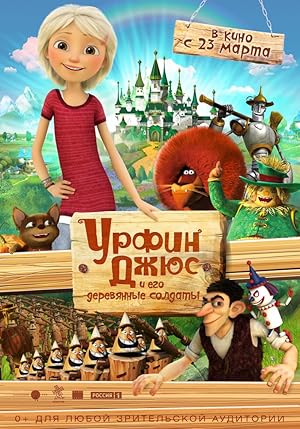 В КИНО
С 23 МАРТА
УРФИН
ДЖЮС
и его
деревянные солдаты
РОССИЯ 1
0+ ДЛЯ ЛЮБОЙ ЗРИТЕЛЬСКОЙ АУДИТОРИИ